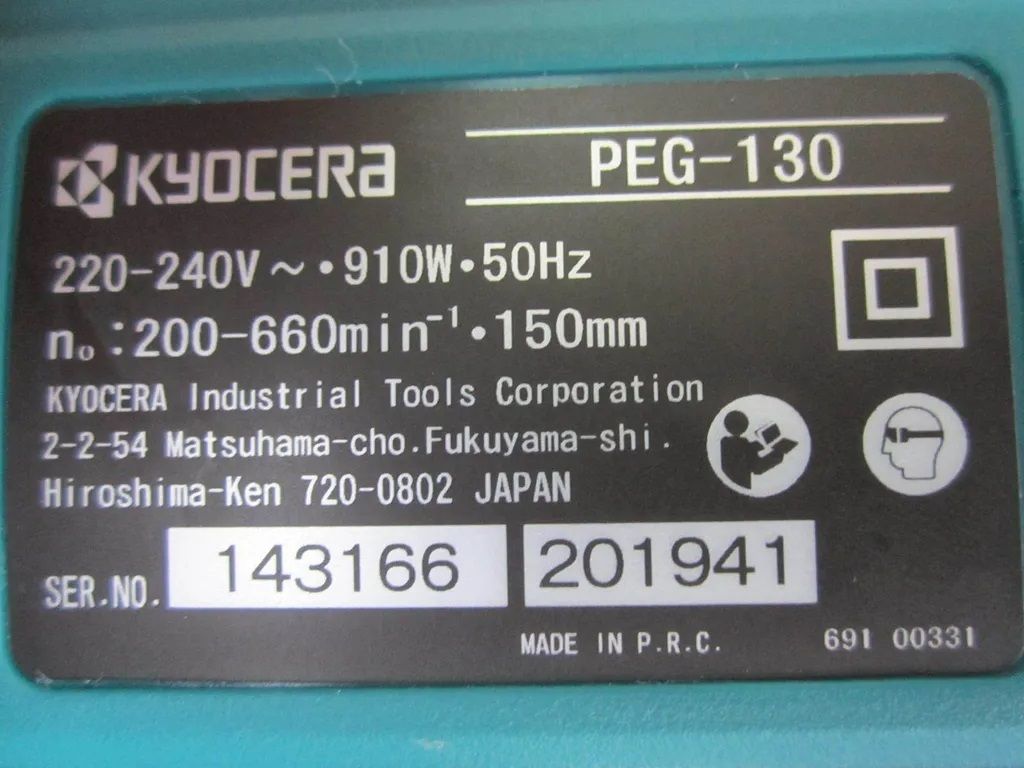 KYOCERA
PEG-130
220-240V～・910W・50Hz
n₀:200-660min⁻¹・150mm
KYOCERA Industrial Tools Corporation
2-2-54 Matsuhama-cho.Fukuyama-shi.
Hiroshima-Ken 720-0802 JAPAN
SER.NO. 143166 201941
MADE IN P.R.C. 691 00331